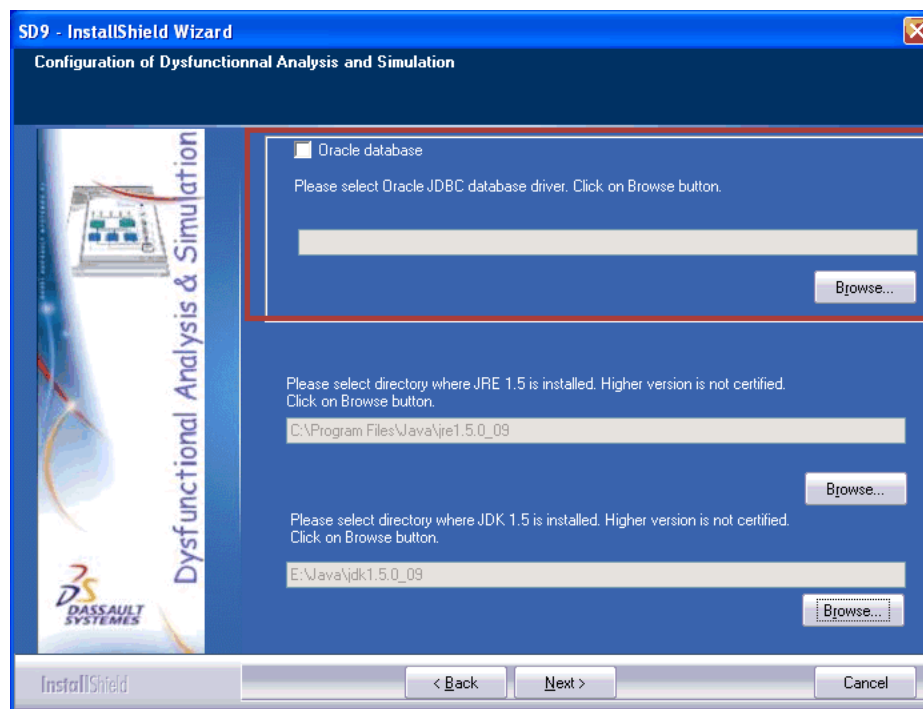 SD9 - InstallShield Wizard
Configuration of Dysfunctionnal Analysis and Simulation
Dysfunctional Analysis & Simulation
DASSAULT
SYSTEMES
Oracle database
Please select Oracle JDBC database driver. Click on Browse button.
Browse...
Please select directory where JRE 1.5 is installed. Higher version is not certified.
Click on Browse button.
C:\Program Files\Java\jre1.5.0_09
Browse...
Please select directory where JDK 1.5 is installed. Higher version is not certified.
Click on Browse button.
E:\Java\jdk1.5.0_09
Browse...
InstallShield
< Back
Next >
Cancel